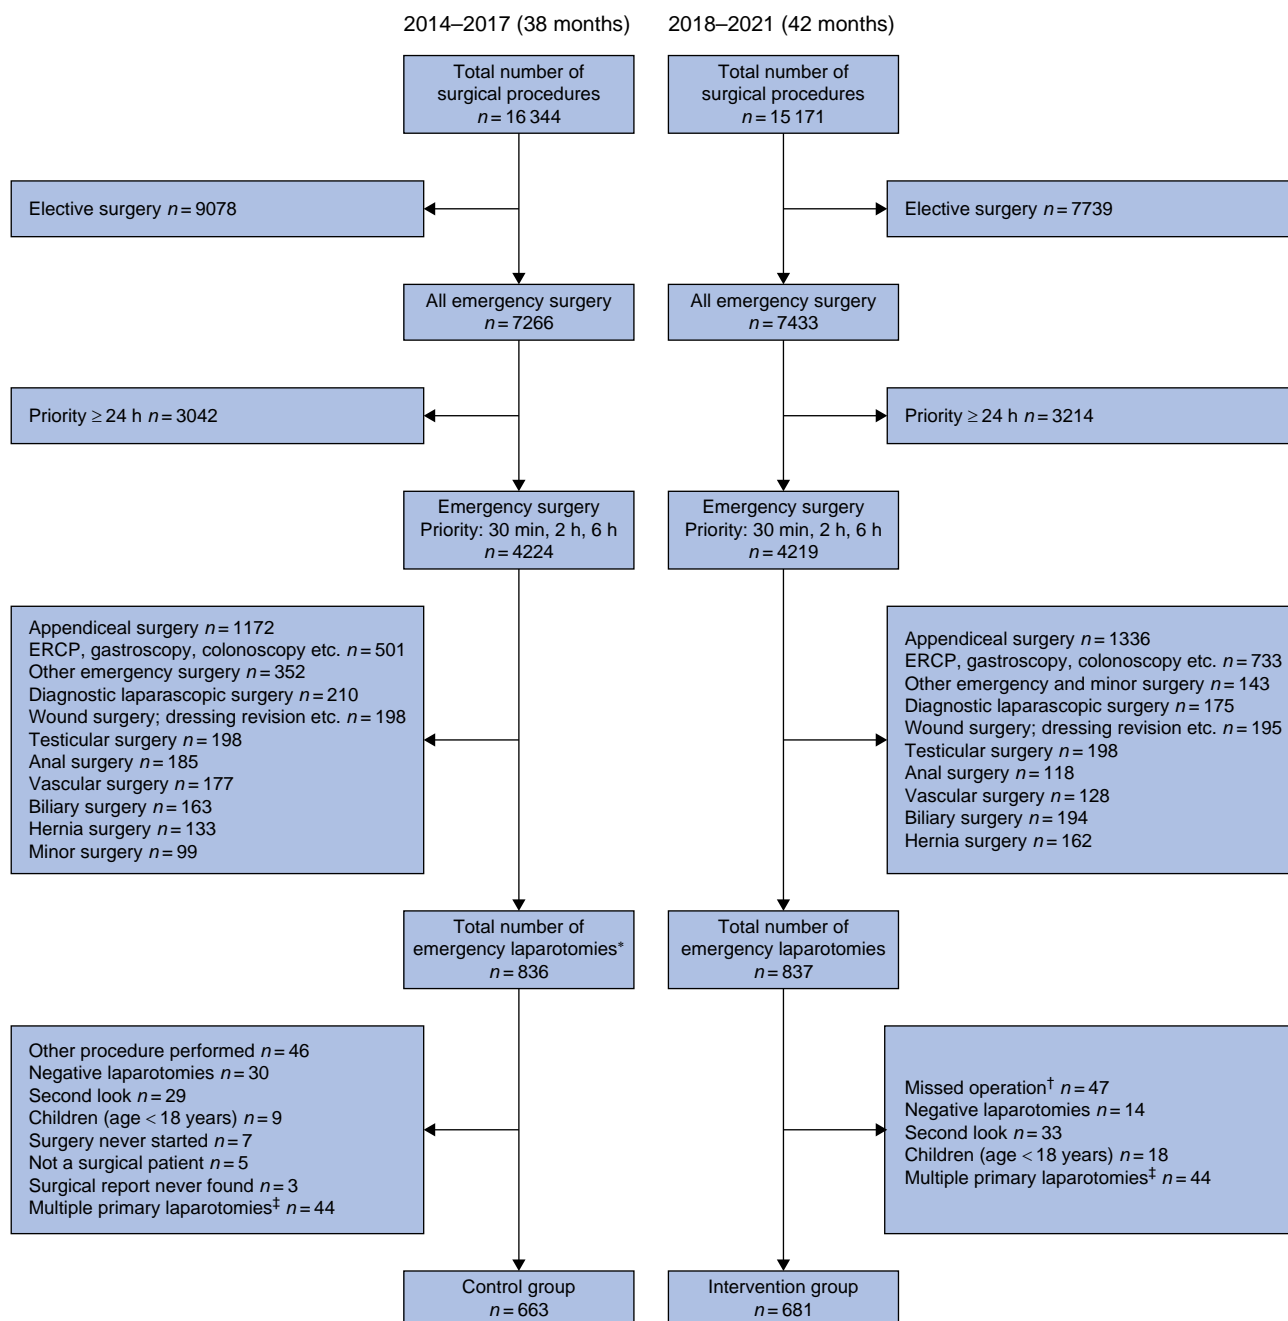 2014–2017 (38 months)
2018–2021 (42 months)
Total number of
surgical procedures
n = 16 344
Total number of
surgical procedures
n = 15 171
Elective surgery n = 9078
Elective surgery n = 7739
All emergency surgery
n = 7266
All emergency surgery
n = 7433
Priority ≥ 24 h n = 3042
Priority ≥ 24 h n = 3214
Emergency surgery
Priority: 30 min, 2 h, 6 h
n = 4224
Emergency surgery
Priority: 30 min, 2 h, 6 h
n = 4219
Appendiceal surgery n = 1172
ERCP, gastroscopy, colonoscopy etc. n = 501
Other emergency surgery n = 352
Diagnostic laparascopic surgery n = 210
Wound surgery; dressing revision etc. n = 198
Testicular surgery n = 198
Anal surgery n = 185
Vascular surgery n = 177
Biliary surgery n = 163
Hernia surgery n = 133
Minor surgery n = 99
Appendiceal surgery n = 1336
ERCP, gastroscopy, colonoscopy etc. n = 733
Other emergency and minor surgery n = 143
Diagnostic laparascopic surgery n = 175
Wound surgery; dressing revision etc. n = 195
Testicular surgery n = 198
Anal surgery n = 118
Vascular surgery n = 128
Biliary surgery n = 194
Hernia surgery n = 162
Total number of
emergency laparotomies*
n = 836
Total number of
emergency laparotomies
n = 837
Other procedure performed n = 46
Negative laparotomies n = 30
Second look n = 29
Children (age < 18 years) n = 9
Surgery never started n = 7
Not a surgical patient n = 5
Surgical report never found n = 3
Multiple primary laparotomies‡ n = 44
Missed operation† n = 47
Negative laparotomies n = 14
Second look n = 33
Children (age < 18 years) n = 18
Multiple primary laparotomies‡ n = 44
Control group
n = 663
Intervention group
n = 681